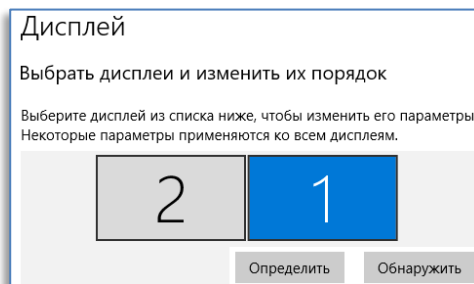 Дисплей
Выбрать дисплеи и изменить их порядок
Выберите дисплей из списка ниже, чтобы изменить его параметры
Некоторые параметры применяются ко всем дисплеям.
2 1
Определить Обнаружить